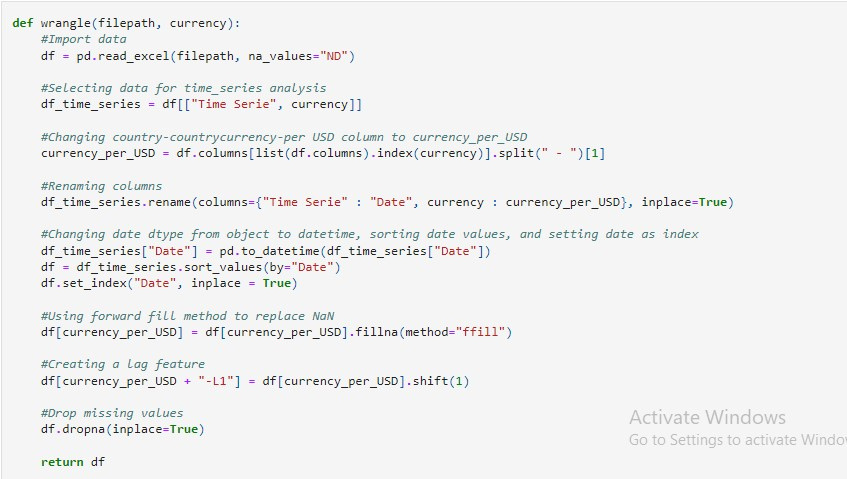 def wrangle(filepath, currency):
    #Import data
    df = pd.read_excel(filepath, na_values="ND")

    #Selecting data for time_series analysis
    df_time_series = df[["Time Serie", currency]]

    #Changing country-countrycurrency-per USD column to currency_per_USD
    currency_per_USD = df.columns[list(df.columns).index(currency)].split(" - ")[1]

    #Renaming columns
    df_time_series.rename(columns={"Time Serie" : "Date", currency : currency_per_USD}, inplace=True)

    #Changing date dtype from object to datetime, sorting date values, and setting date as index
    df_time_series["Date"] = pd.to_datetime(df_time_series["Date"])
    df = df_time_series.sort_values(by="Date")
    df.set_index("Date", inplace = True)

    #Using forward fill method to replace NaN
    df[currency_per_USD] = df[currency_per_USD].fillna(method="ffill")

    #Creating a lag feature
    df[currency_per_USD + "-L1"] = df[currency_per_USD].shift(1)

    #Drop missing values
    df.dropna(inplace=True)

    return df
Activate Windows
Go to Settings to activate Windo